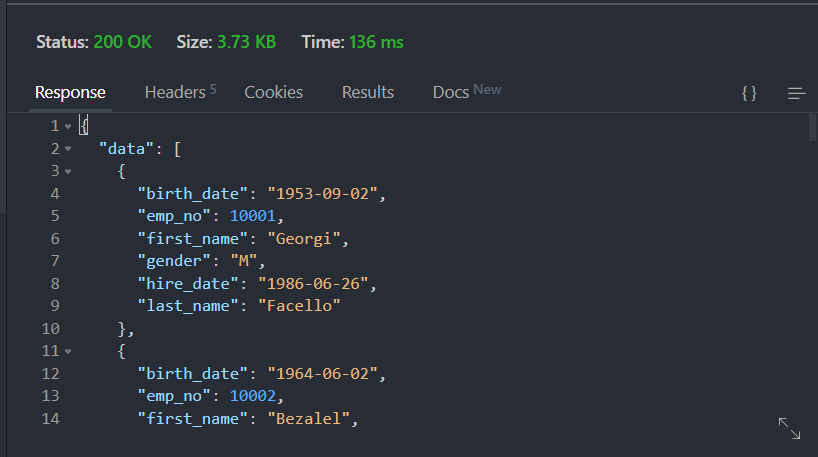 Status: 200 OK Size: 3.73 KB Time: 136 ms
Response Headers 5 Cookies Results Docs New { }
1 {
2 "data": [
3 {
4 "birth_date": "1953-09-02",
5 "emp_no": 10001,
6 "first_name": "Georgi",
7 "gender": "M",
8 "hire_date": "1986-06-26",
9 "last_name": "Facello"
10 },
11 {
12 "birth_date": "1964-06-02",
13 "emp_no": 10002,
14 "first_name": "Bezalel",